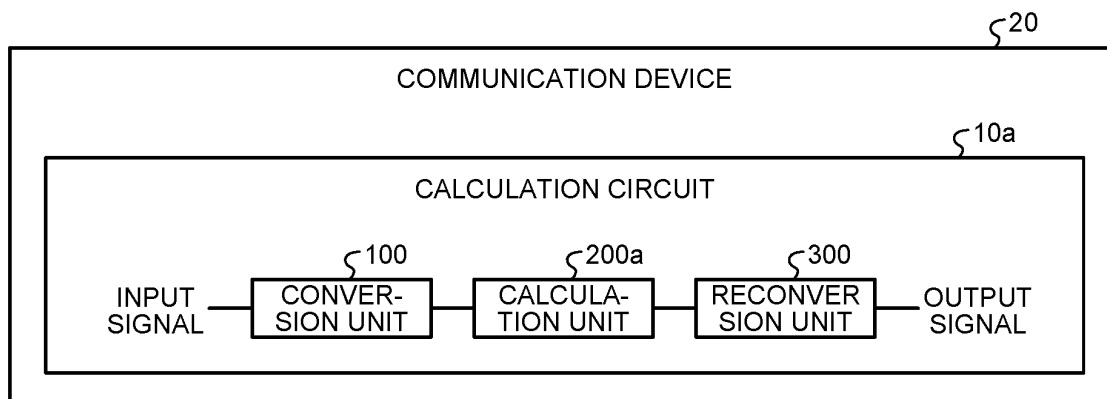 20
COMMUNICATION DEVICE
10a
CALCULATION CIRCUIT
100
200a
300
INPUT
SIGNAL
CONVER-
SION UNIT
CALCULA-
TION UNIT
RECONVER
SION UNIT
OUTPUT
SIGNAL